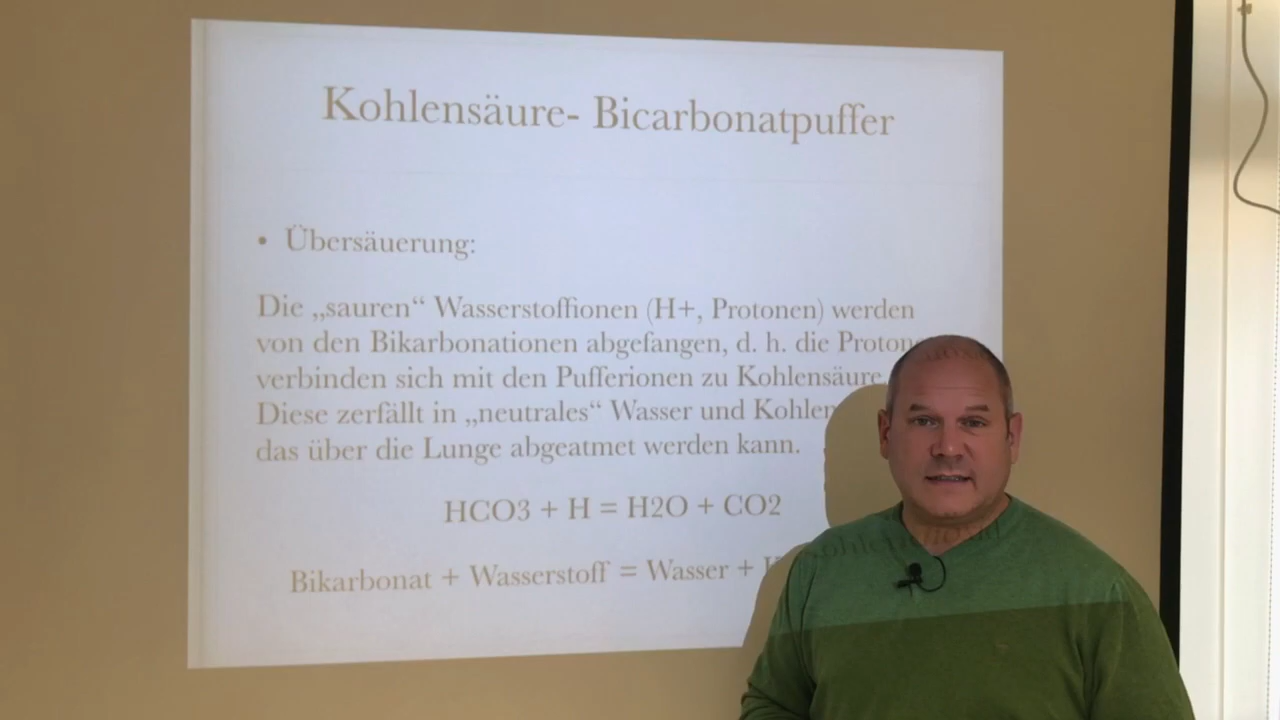 Kohlensäure- Bicarbonatpuffer
• Übersäuerung:
Die „sauren“ Wasserstoffionen (H+, Protonen) werden
von den Bikarbonationen abgefangen, d. h. die
verbinden sich mit den Pufferionen zu Kohlensäure
Diese zerfällt in „neutrales“ Wasser und
das über die Lunge abgeatmet werden kann.
HCO3 + H = H2O + CO2
Bikarbonat + Wasserstoff = Wasser +